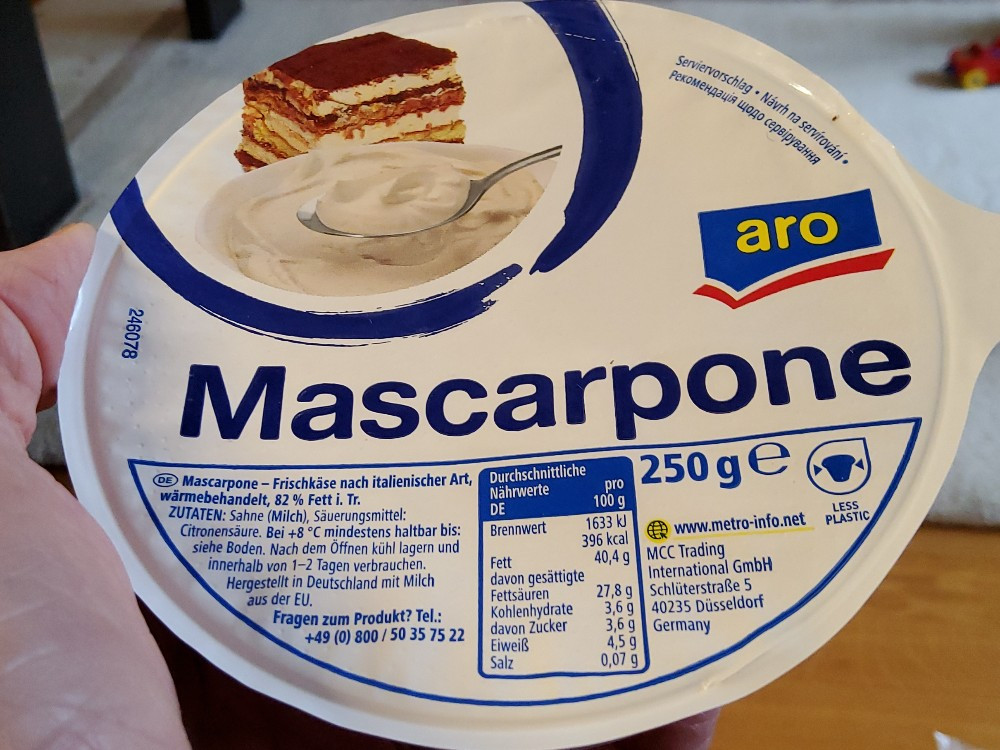 Serviervorschlag • Návrh na servírování •
Рекомендація щодо сервірування
aro
246078
Mascarpone
DE Mascarpone – Frischkäse nach italienischer Art,
wärmebehandelt, 82 % Fett i. Tr.
ZUTATEN: Sahne (Milch), Säuerungsmittel:
Citronensäure. Bei +8 °C mindestens haltbar bis:
siehe Boden. Nach dem Öffnen kühl lagern und
innerhalb von 1–2 Tagen verbrauchen.
Hergestellt in Deutschland mit Milch
aus der EU.
Fragen zum Produkt? Tel.:
+49 (0) 800 / 50 35 75 22
Durchschnittliche
Nährwerte pro
DE 100 g
Brennwert 1633 kJ
396 kcal
Fett 40,4 g
davon gesättigte
Fettsäuren 27,8 g
Kohlenhydrate 3,6 g
davon Zucker 3,6 g
Eiweiß 4,5 g
Salz 0,07 g
250 g e
LESS
PLASTIC
www.metro-info.net
MCC Trading
International GmbH
Schlüterstraße 5
40235 Düsseldorf
Germany